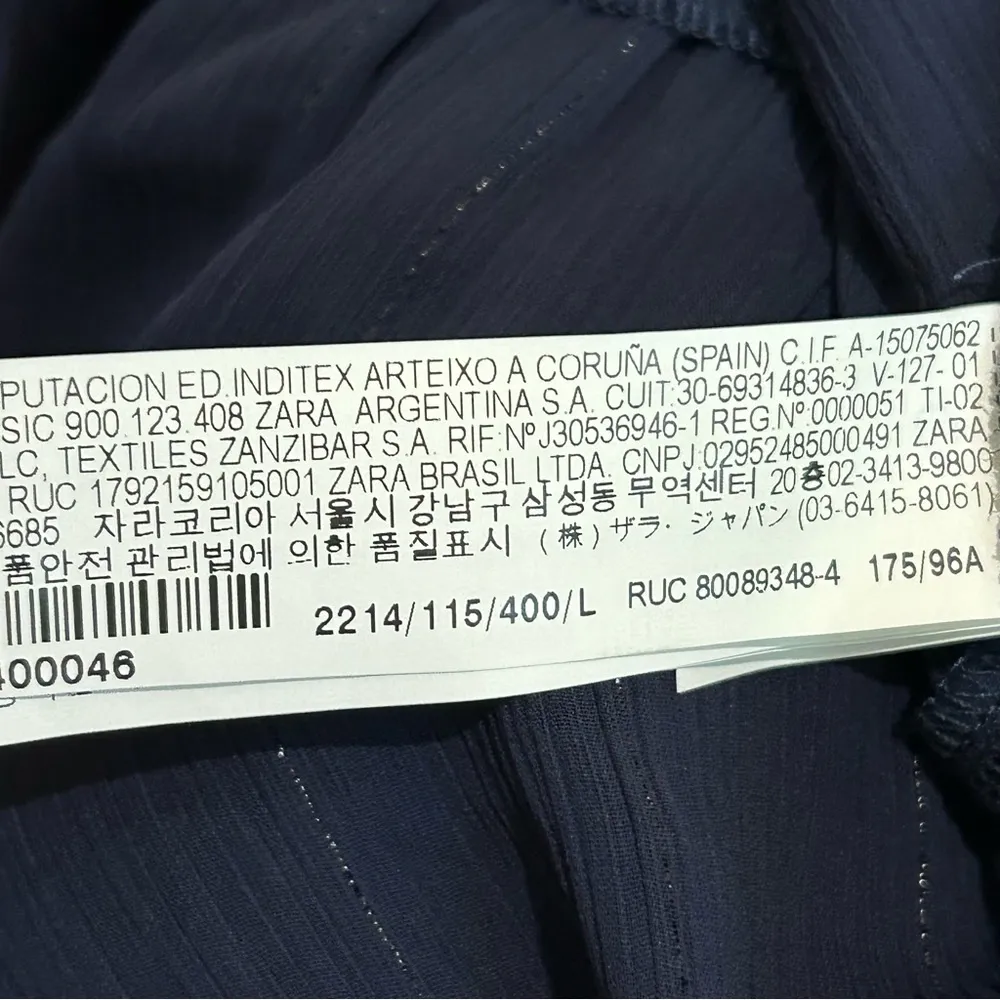 PUTACION ED.INDITEX ARTEIXO A CORUÑA (SPAIN) C.I.F. A-15075062
SIC 900.123.408 ZARA ARGENTINA S.A. CUIT:30-69314836-3 V-127-01
LC, TEXTILES ZANZIBAR S.A. RIF:NºJ30536946-1 REG.Nº:0000051 TI-02
RUC 1792159105001 ZARA BRASIL LTDA. CNPJ.02952485000491 ZARA
6685 자라코리아 서울시 강남구 삼성동 무역센터 20층02-3413-9800
품안전 관리법에 의한 품질표시 (株)ザラ・ジャパン (03-6415-8061)
2214/115/400/L RUC 80089348-4 175/96A
400046